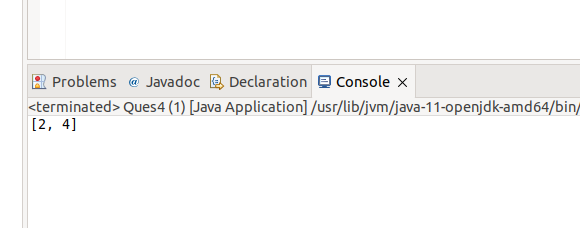 Problems @ Javadoc Declaration Console
<terminated> Ques4 (1) [Java Application] /usr/lib/jvm/java-11-openjdk-amd64/bin/
[2, 4]